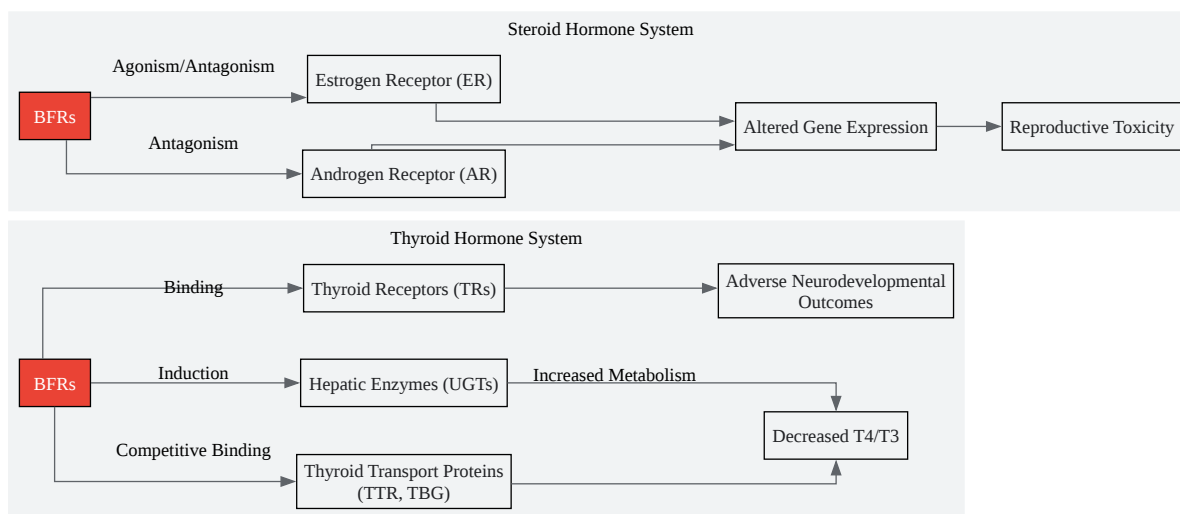 Steroid Hormone System
Agonism/Antagonism
Estrogen Receptor (ER)
BFRs
Altered Gene Expression
Reproductive Toxicity
Antagonism
Androgen Receptor (AR)
Thyroid Hormone System
Binding
Thyroid Receptors (TRs)
Adverse Neurodevelopmental
Outcomes
BFRs
Induction
Hepatic Enzymes (UGTs)
Increased Metabolism
Decreased T4/T3
Competitive Binding
Thyroid Transport Proteins
(TTR, TBG)